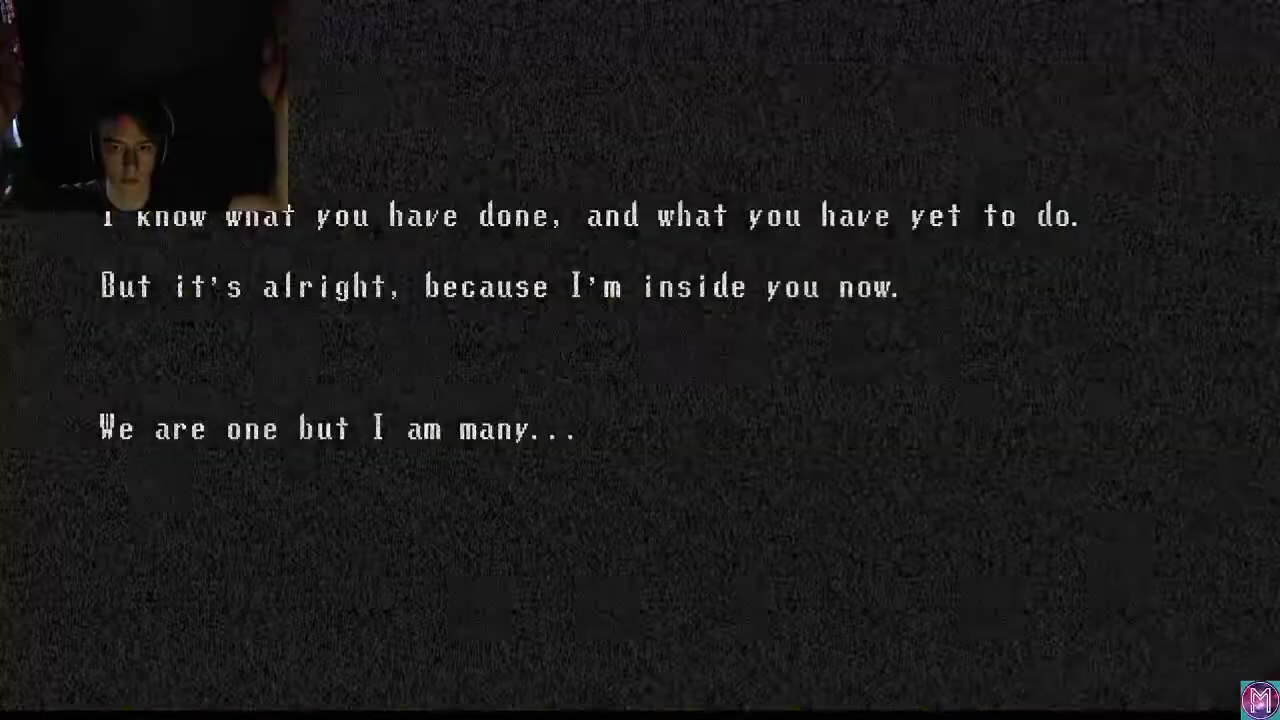 I know what you have done, and what you have yet to do.
But it's alright, because I'm inside you now.
We are one but I am many...
M